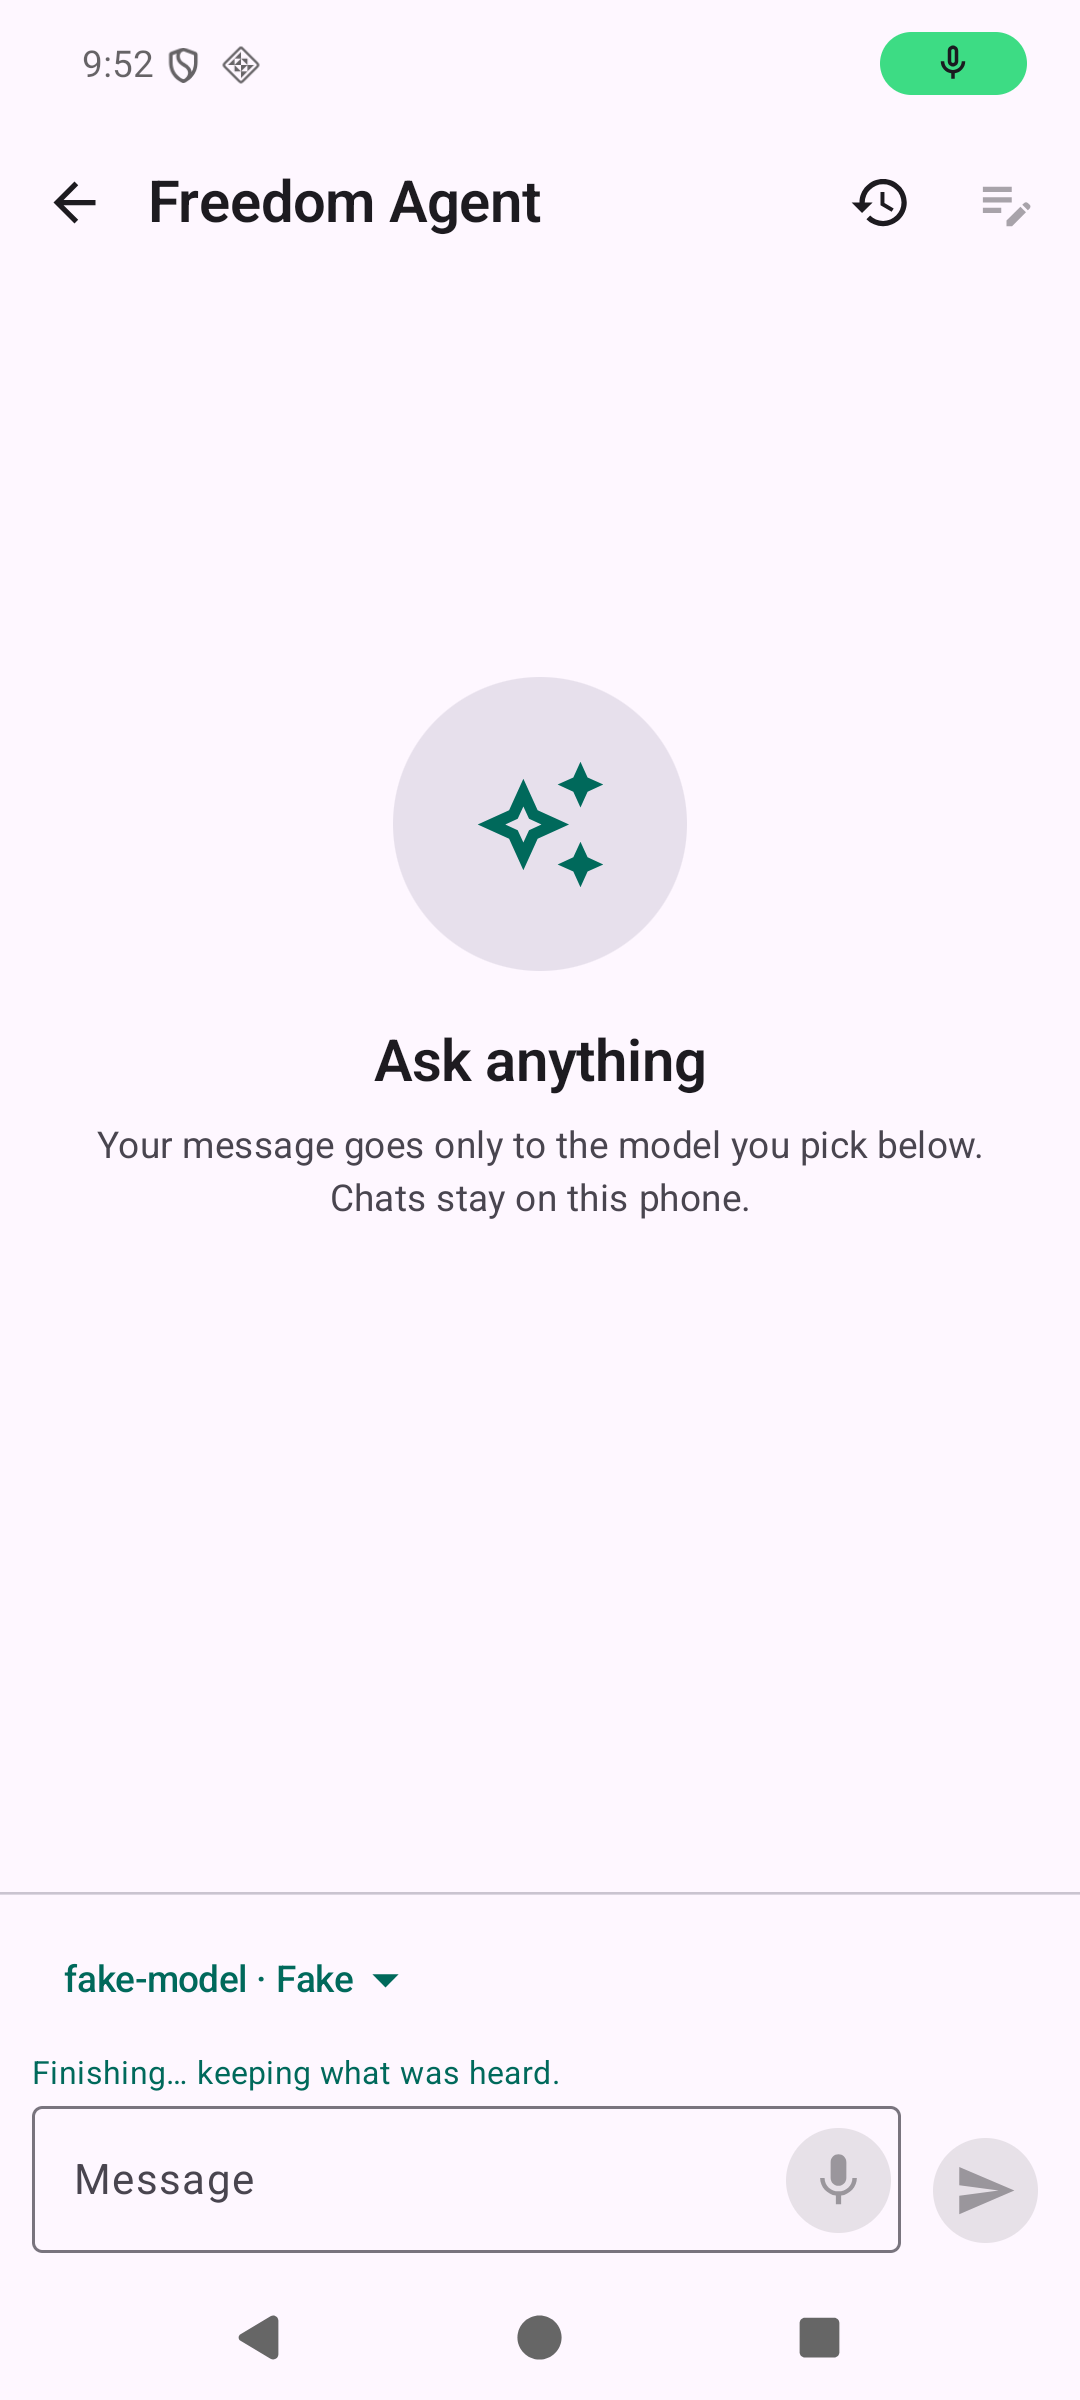 9:52
Freedom Agent
Ask anything
Your message goes only to the model you pick below.
Chats stay on this phone.
fake-model · Fake
Finishing… keeping what was heard.
Message